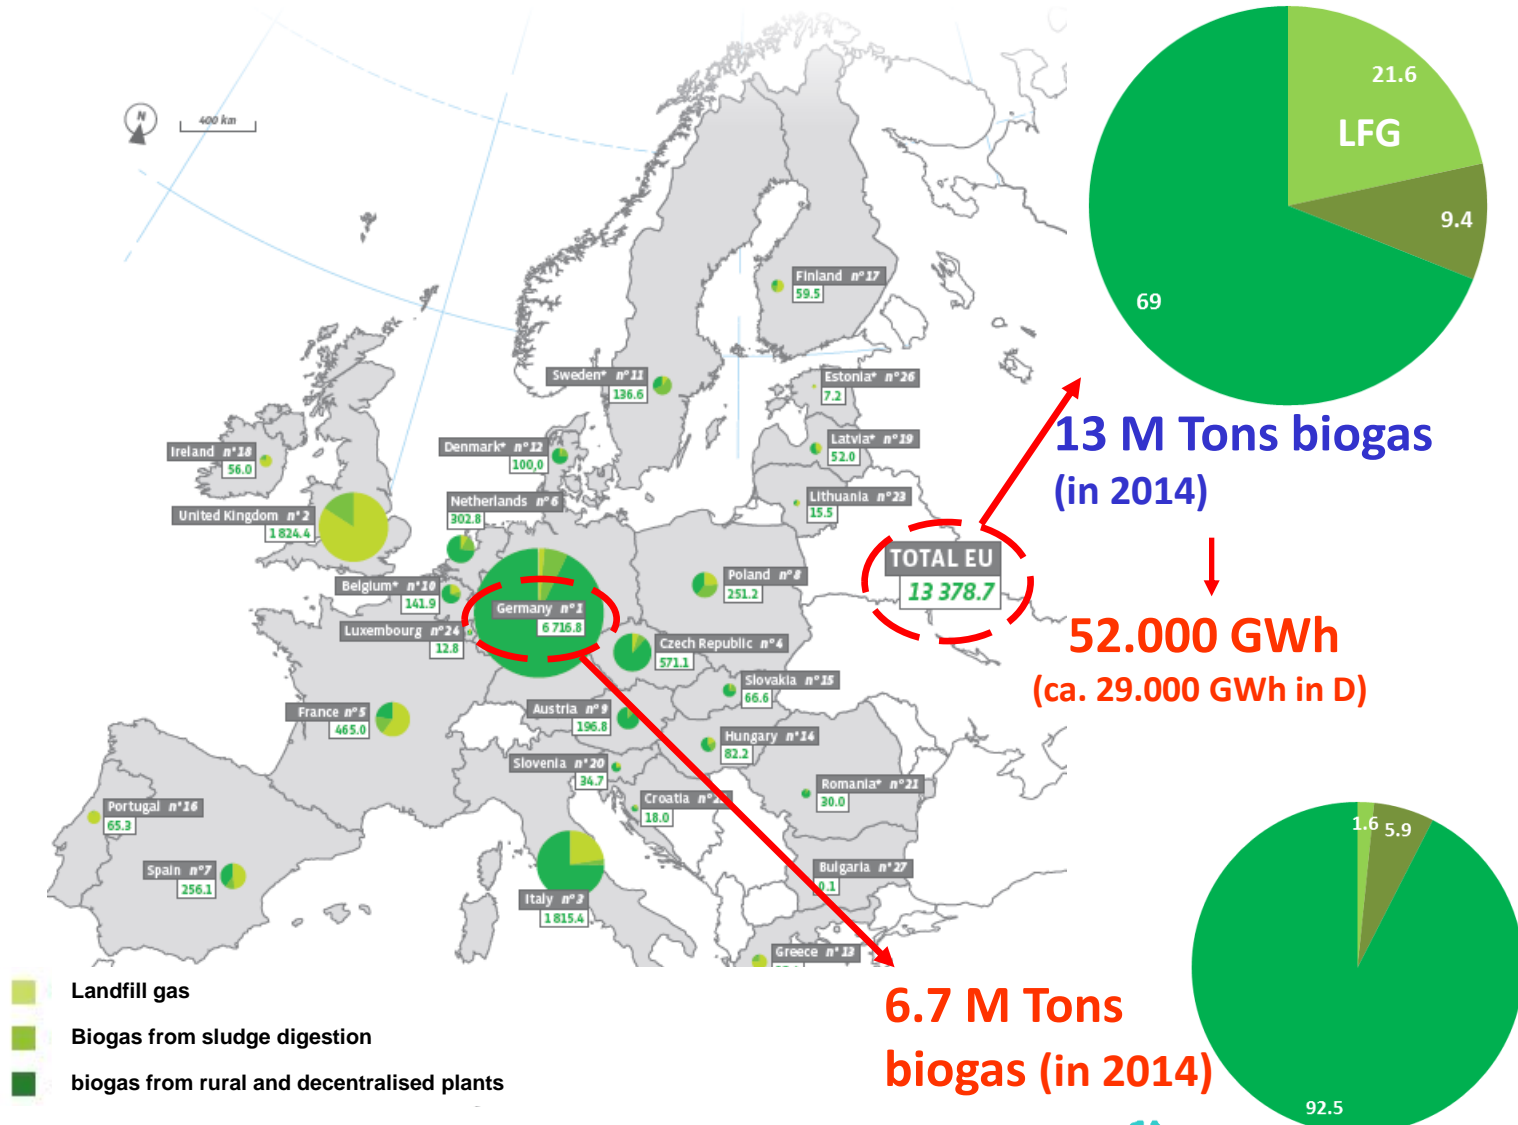 21.6
LFG
9.4
69
N
400 km
Finland n°17
59.5
Sweden* n°11
136.6
Estonia* n°26
7.2
13 M Tons biogas
(in 2014)
Latvia* n°19
52.0
Denmark* n°12
100,0
Ireland n°18
56.0
Lithuania n°23
15.5
Netherlands n°6
302.8
United Kingdom n°2
1 824.4
TOTAL EU
13 378.7
Poland n°8
251.2
Belgium* n°10
141.9
Germany n°1
6 716.8
Luxembourg n°24
12.8
52.000 GWh
(ca. 29.000 GWh in D)
Czech Republic n°4
571.1
Slovakia n°15
66.6
France n°5
465.0
Austria n°9
196.8
Hungary n°14
82.2
Slovenia n°20
34.7
Romania* n°21
30.0
Croatia
18.0
Portugal n°16
65.3
Spain n°7
256.1
Bulgaria n°27
0.1
Italy n°3
1 815.4
Greece n°13
1.6
5.9
92.5
6.7 M Tons
biogas (in 2014)
Landfill gas
Biogas from sludge digestion
biogas from rural and decentralised plants